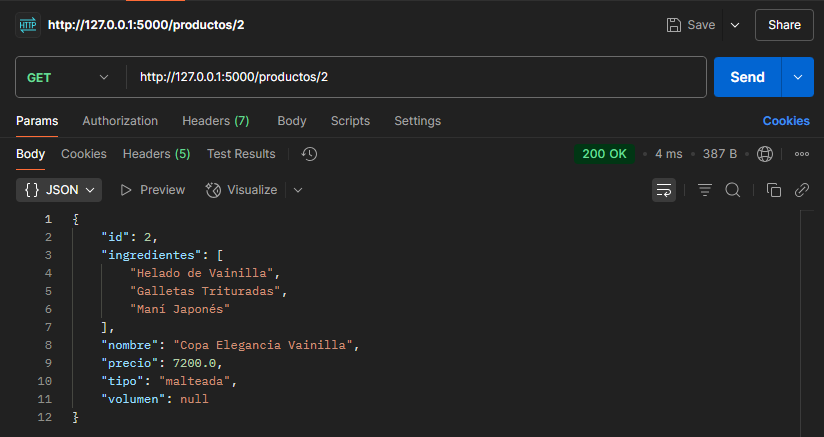 HTTP http://127.0.0.1:5000/productos/2 Save Share
GET http://127.0.0.1:5000/productos/2 Send
Params Authorization Headers (7) Body Scripts Settings Cookies
Body Cookies Headers (5) Test Results 200 OK • 4 ms • 387 B
{} JSON Preview Visualize
1 {
2 "id": 2,
3 "ingredientes": [
4 "Helado de Vainilla",
5 "Galletas Trituradas",
6 "Maní Japonés"
7 ],
8 "nombre": "Copa Elegancia Vainilla",
9 "precio": 7200.0,
10 "tipo": "malteada",
11 "volumen": null
12 }